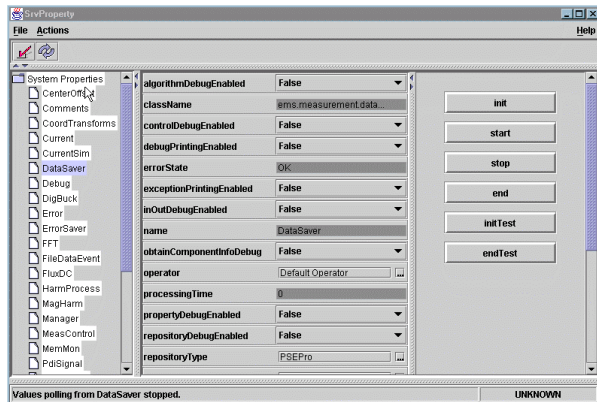 SrvProperty
File Actions Help
System Properties
Comments
CoordTransforms
Current
CurrentSim
DataSaver
Debug
DigBuck
Error
ErrorSaver
FFT
FileDataEvent
FluxDC
HarmProcess
MagHarm
Manager
MeasControl
MemMon
PdiSignal
algorithmDebugEnabled False
className ems.measurement.data...
controlDebugEnabled False
debugPrintingEnabled False
errorState OK
exceptionPrintingEnabled False
inOutDebugEnabled False
name DataSaver
obtainComponentInfoDebug False
operator Default Operator ...
processingTime 0
propertyDebugEnabled False
repositoryDebugEnabled False
repositoryType PSEPro ...
init
start
stop
end
initTest
endTest
Values polling from DataSaver stopped. UNKNOWN